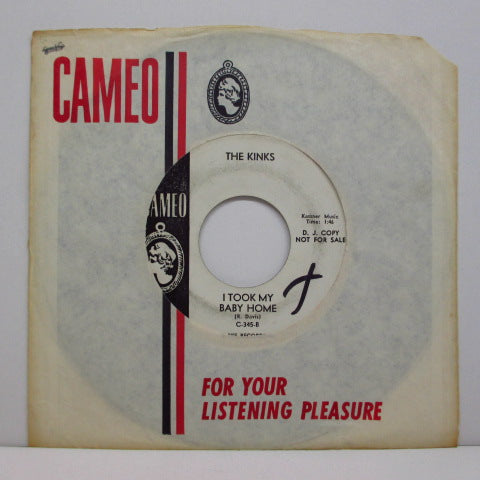 CAMEO
THE KINKS
AMEO
Kassner Music
Time: 1:46
D. J. COPY
NOT FOR SALE
I TOOK MY
BABY HOME
(R. Davis)
C-345-B
FOR YOUR
LISTENING PLEASURE